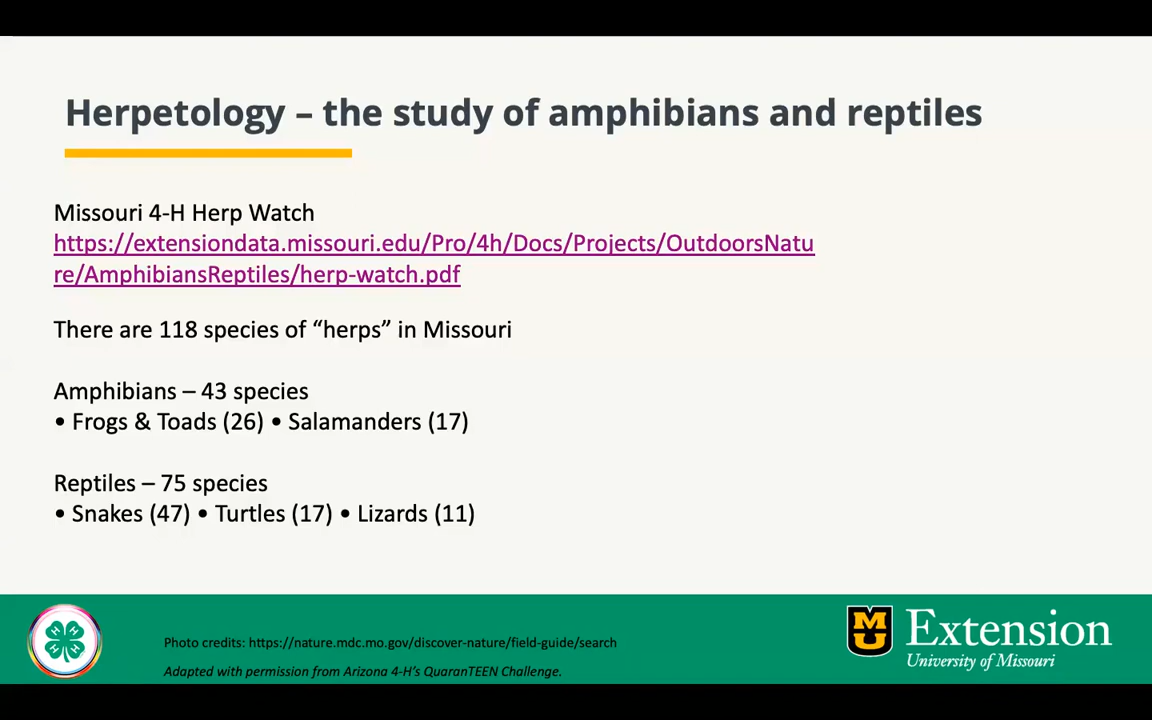 Herpetology – the study of amphibians and reptiles
Missouri 4-H Herp Watch
https://extensiondata.missouri.edu/Pro/4h/Docs/Projects/OutdoorsNatu
re/AmphibiansReptiles/herp-watch.pdf
There are 118 species of “herps” in Missouri
Amphibians – 43 species
• Frogs & Toads (26) • Salamanders (17)
Reptiles – 75 species
• Snakes (47) • Turtles (17) • Lizards (11)
H H H H
Photo credits: https://nature.mdc.mo.gov/discover-nature/field-guide/search
Adapted with permission from Arizona 4-H’s QuaranTEEN Challenge.
MU Extension
University of Missouri